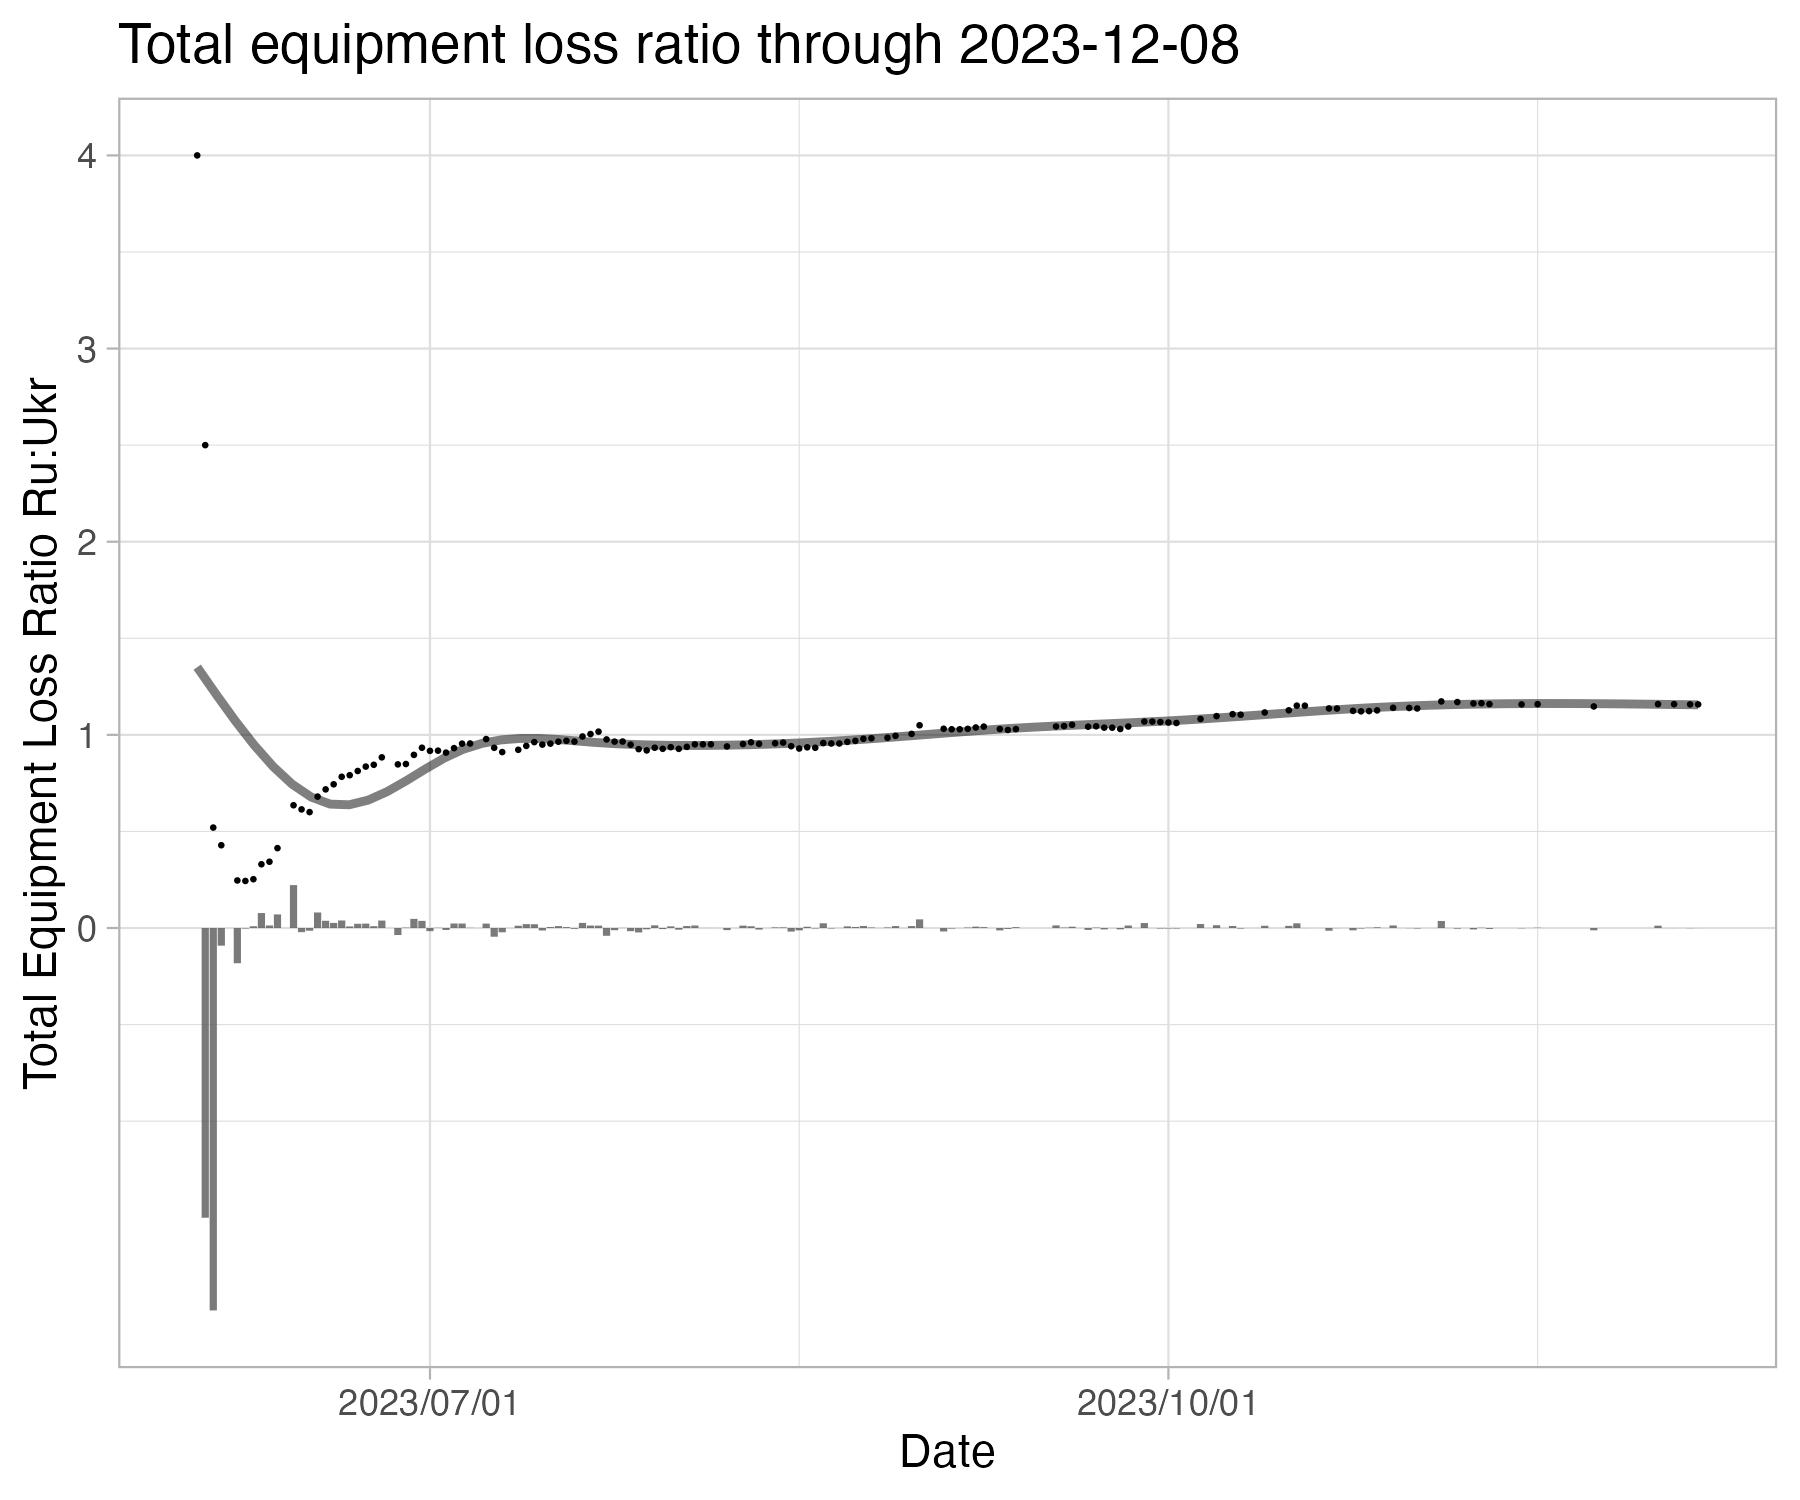 Total equipment loss ratio through 2023-12-08
Total Equipment Loss Ratio Ru:Ukr
4
3
2
1
0
2023/07/01
2023/10/01
Date